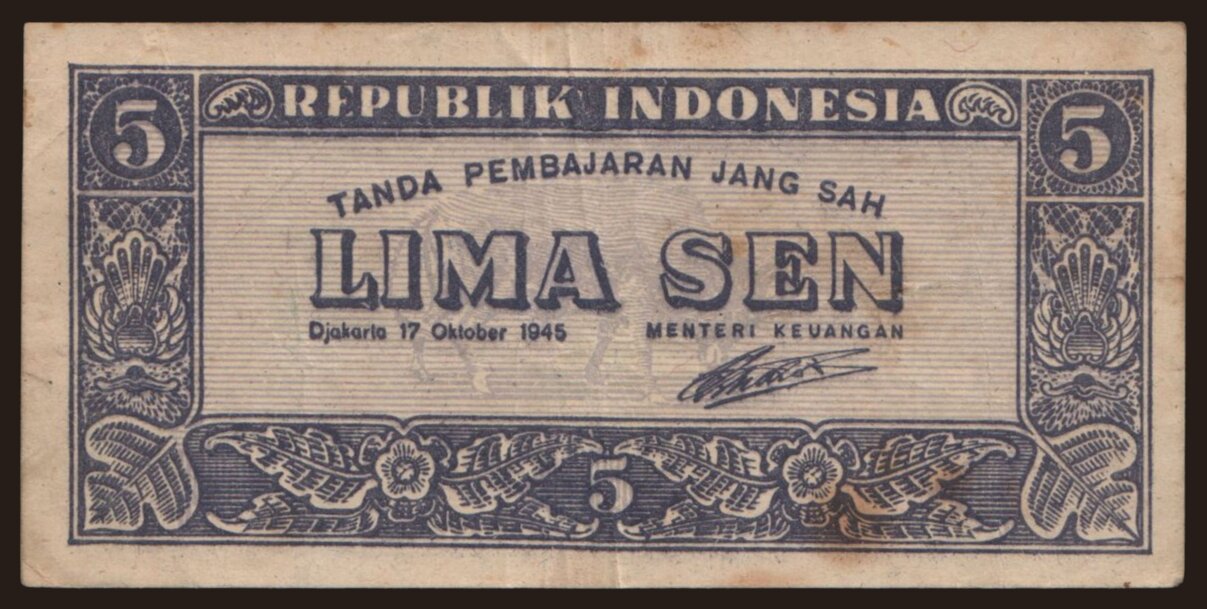 5 REPUBLIK INDONESIA 5
TANDA PEMBAJARAN JANG SAH
LIMA SEN
Djakarta 17 Oktober 1945 MENTERI KEUANGAN
5